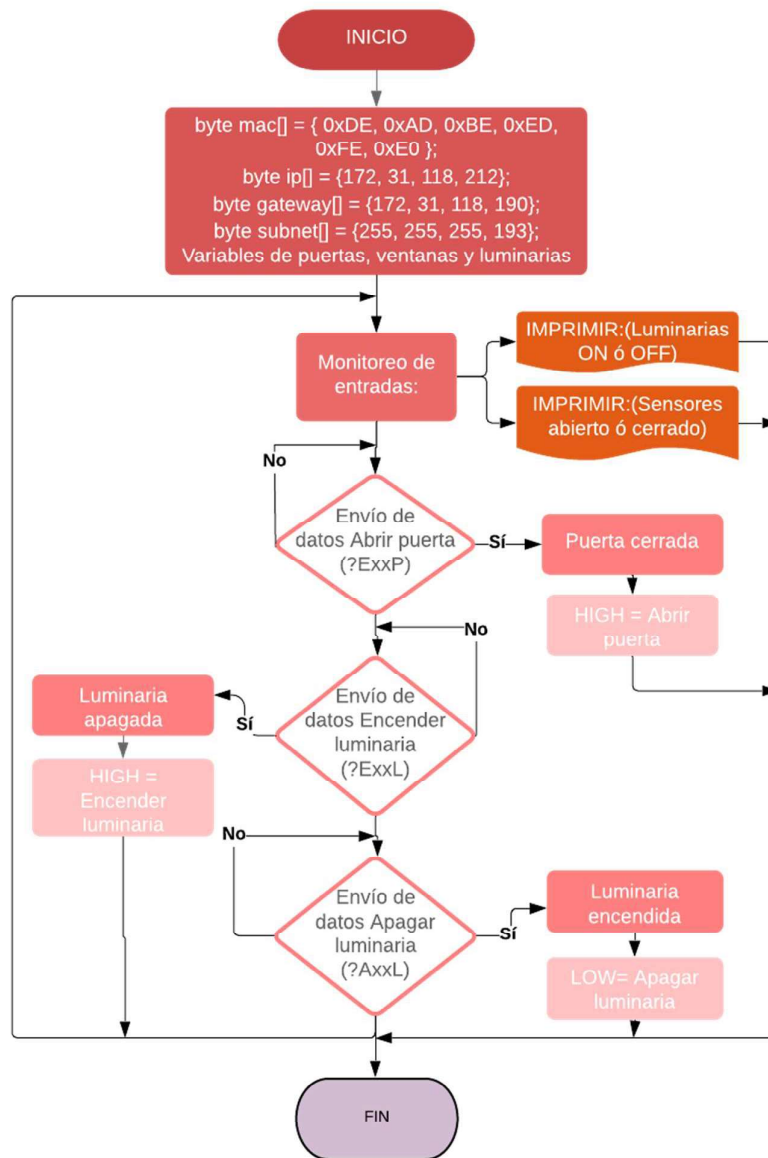 INICIO
byte mac[] = { 0xDE, 0xAD, 0xBE, 0xED,
0xFE, 0xE0 };
byte ip[] = {172, 31, 118, 212};
byte gateway[] = {172, 31, 118, 190};
byte subnet[] = {255, 255, 255, 193};
Variables de puertas, ventanas y luminarias
Monitoreo de
entradas:
IMPRIMIR:(Luminarias
ON ó OFF)
IMPRIMIR:(Sensores
abierto ó cerrado)
No
Envío de
datos Abrir puerta
(?ExxP)
Sí
Puerta cerrada
HIGH = Abrir
puerta
No
Envío de
datos Encender
luminaria
(?ExxL)
Sí
Luminaria
apagada
HIGH =
Encender
luminaria
No
Envío de
datos Apagar
luminaria
(?AxxL)
Sí
Luminaria
encendida
LOW= Apagar
luminaria
FIN